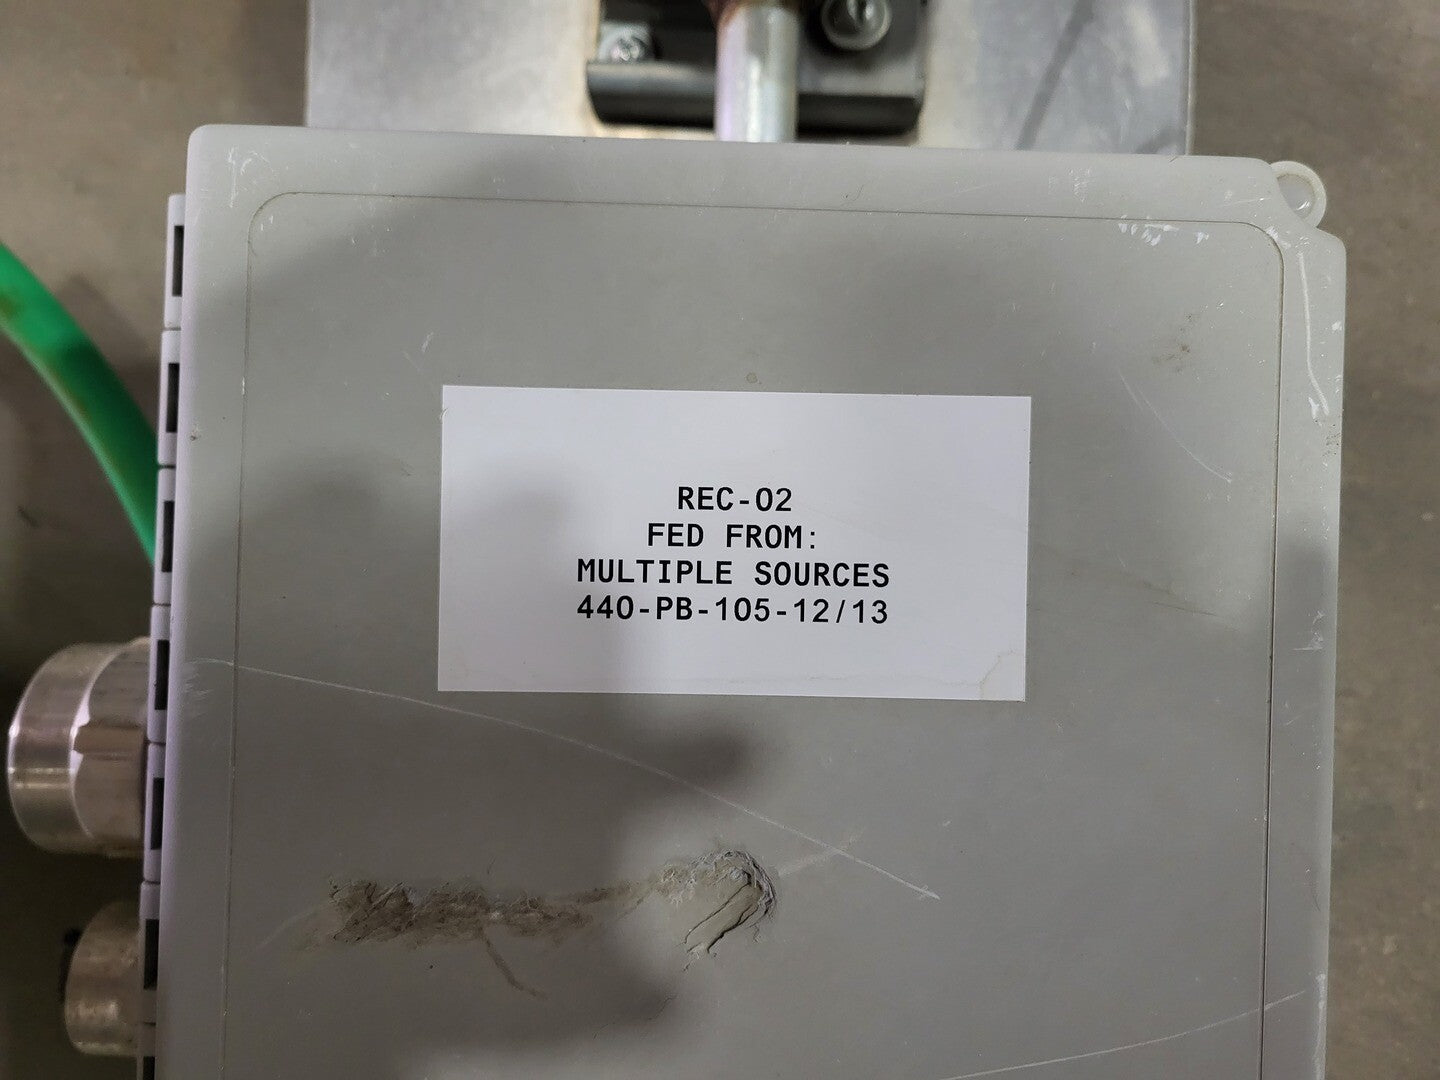 REC-02
FED FROM:
MULTIPLE SOURCES
440-PB-105-12/13